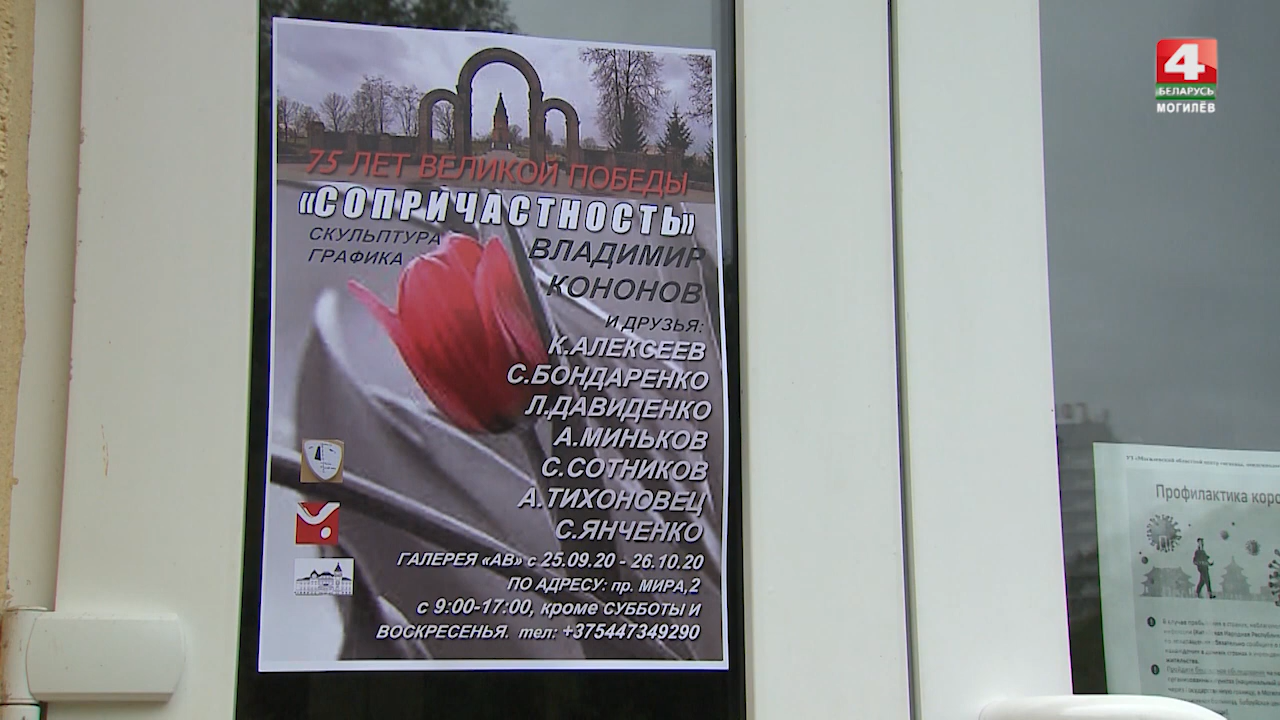 75 ЛЕТ ВЕЛИКОЙ ПОБЕДЫ
«СОПРИЧАСТНОСТЬ»
СКУЛЬПТУРА
ГРАФИКА
ВЛАДИМИР
КОНОНОВ
И ДРУЗЬЯ:
К.АЛЕКСЕЕВ
С.БОНДАРЕНКО
Л.ДАВИДЕНКО
А.МИНЬКОВ
С.СОТНИКОВ
А.ТИХОНОВЕЦ
С.ЯНЧЕНКО
ГАЛЕРЕЯ «АВ» с 25.09.20 - 26.10.20
ПО АДРЕСУ: пр. МИРА,2
с 9:00-17:00, кроме СУББОТЫ И
ВОСКРЕСЕНЬЯ. тел: +375447349290
4
БЕЛАРУСЬ
МОГИЛЁВ
Профилактика коро